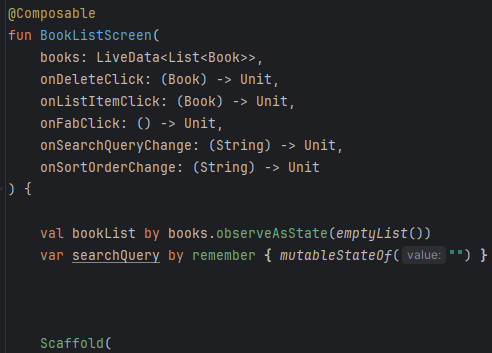 @Composable
fun BookListScreen(
    books: LiveData<List<Book>>,
    onDeleteClick: (Book) -> Unit,
    onListItemClick: (Book) -> Unit,
    onFabClick: () -> Unit,
    onSearchQueryChange: (String) -> Unit,
    onSortOrderChange: (String) -> Unit
) {
    val bookList by books.observeAsState(emptyList())
    var searchQuery by remember { mutableStateOf( value: "") }
    Scaffold(